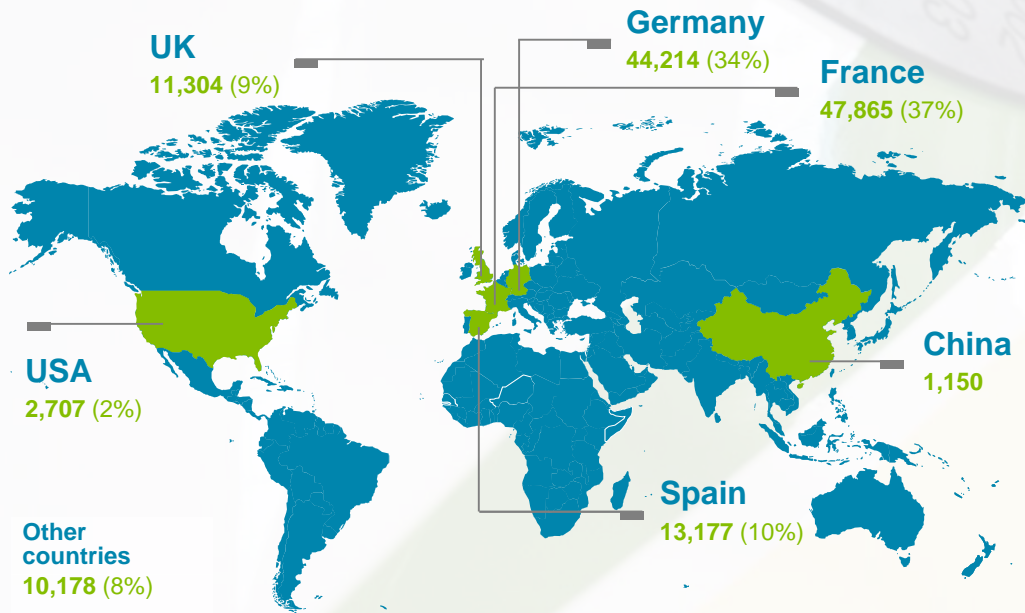 UK
11,304 (9%)
Germany
44,214 (34%)
France
47,865 (37%)
USA
2,707 (2%)
China
1,150
Spain
13,177 (10%)
Other
countries
10,178 (8%)